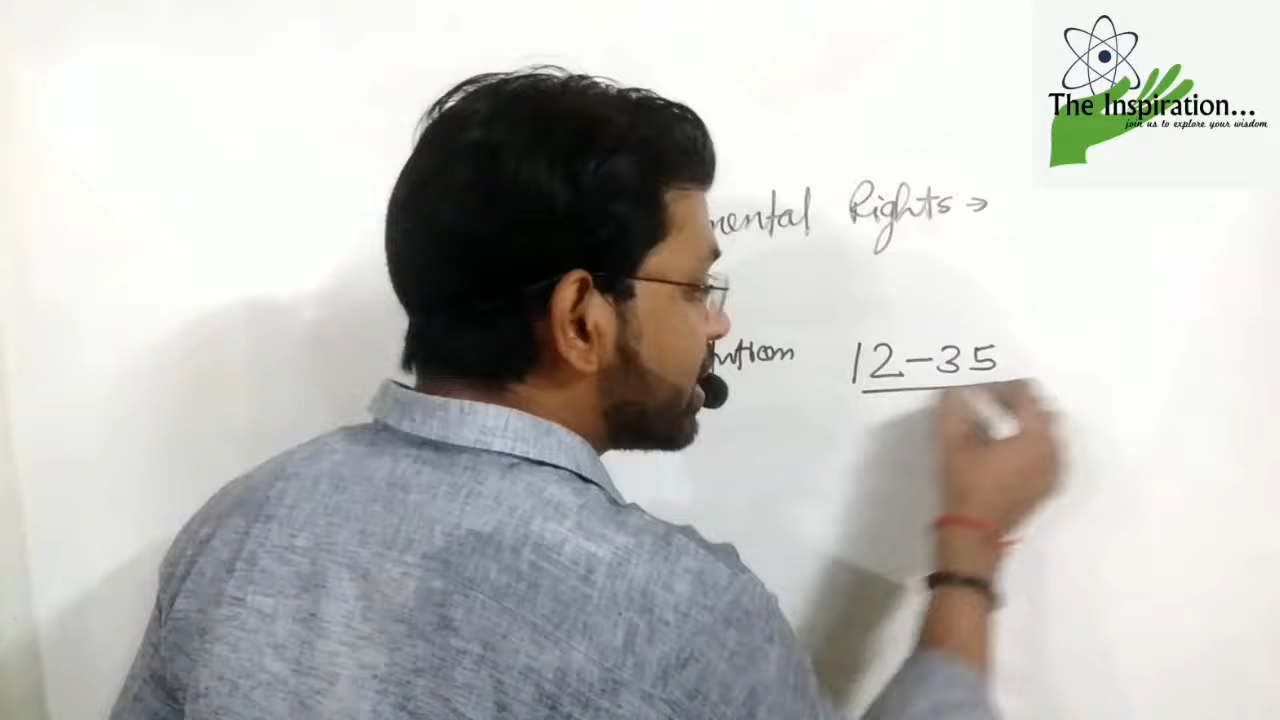 The Inspiration...
join us to explore your wisdom
mental Rights →
ution 12-35